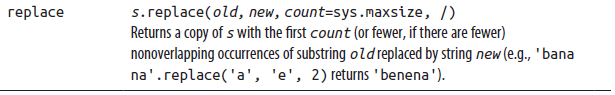 replace s.replace(old, new, count=sys.maxsize, /)
Returns a copy of s with the first count (or fewer, if there are fewer)
nonoverlapping occurrences of substring old replaced by string new (e.g., 'bana
na'.replace('a', 'e', 2) returns 'benena').